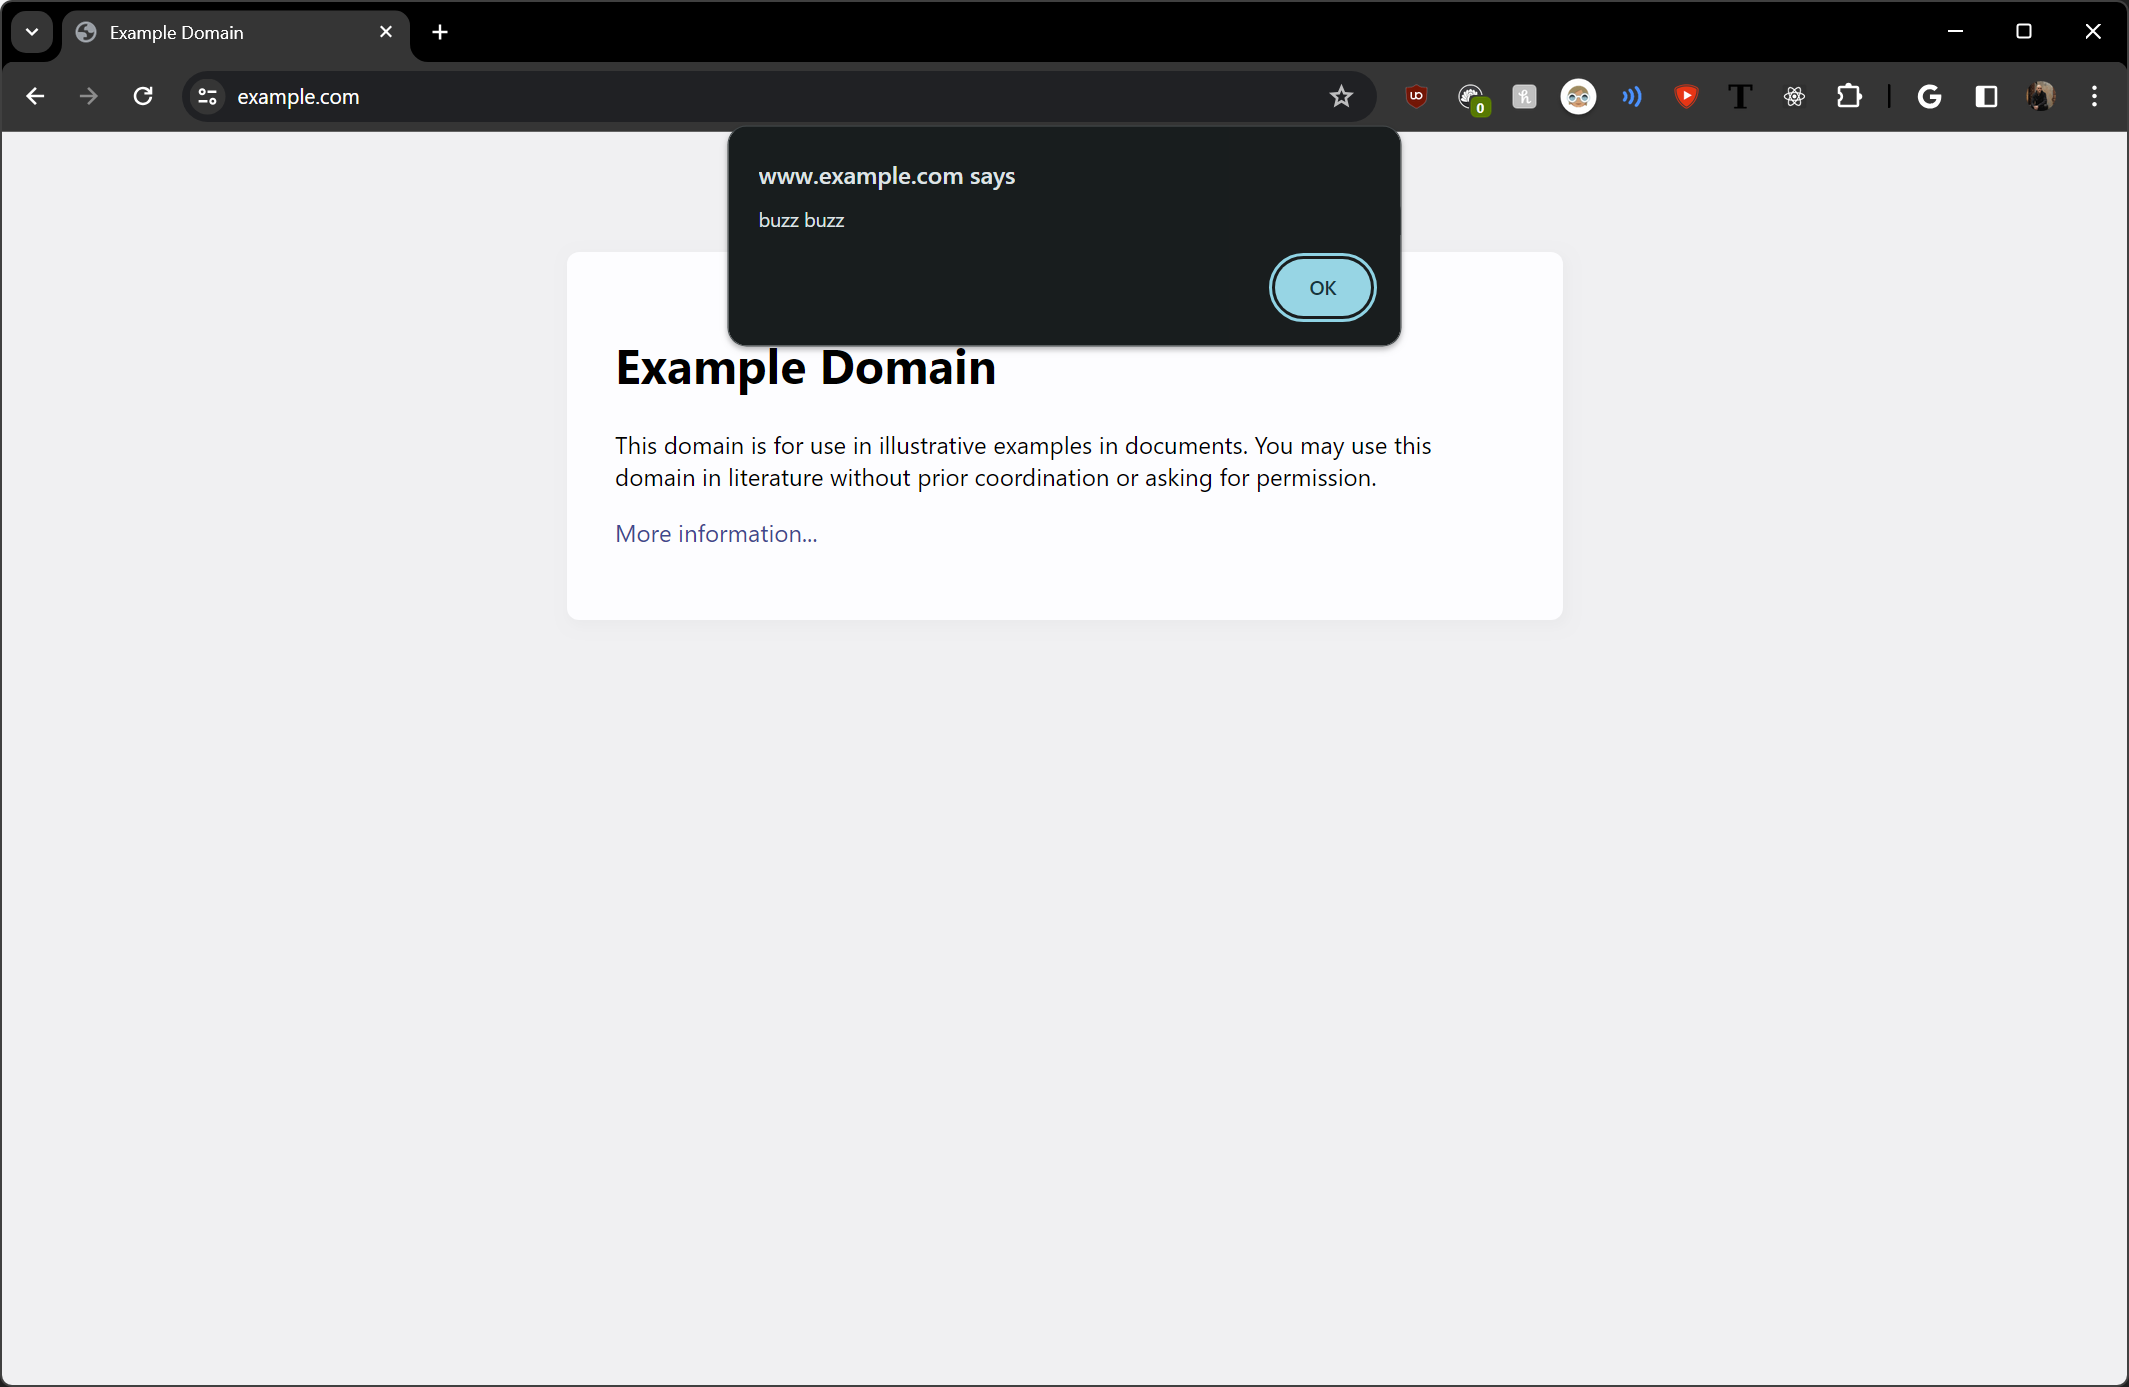 Example Domain
example.com
0
www.example.com says
buzz buzz
OK
Example Domain
This domain is for use in illustrative examples in documents. You may use this
domain in literature without prior coordination or asking for permission.
More information...